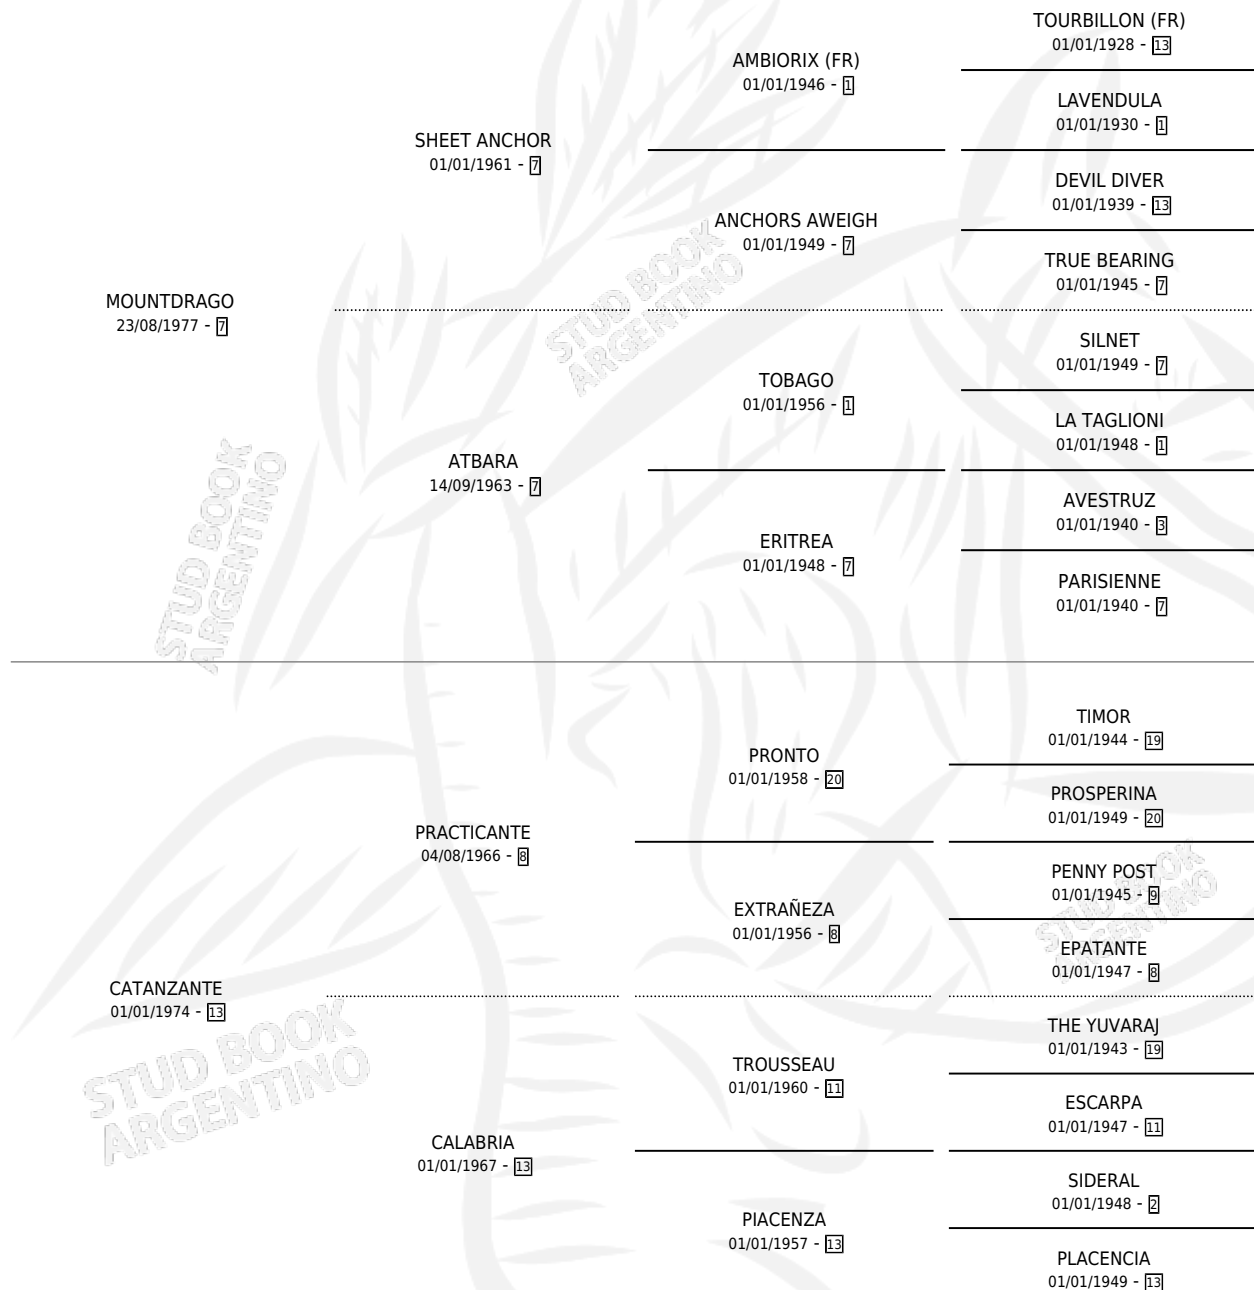 TOURBILLON (FR)
01/01/1928 - 13
AMBIORIX (FR)
01/01/1946 - 1
LAVENDULA
01/01/1930 - 1
SHEET ANCHOR
01/01/1961 - 7
DEVIL DIVER
01/01/1939 - 13
ANCHORS AWEIGH
01/01/1949 - 7
TRUE BEARING
01/01/1945 - 7
MOUNTDRAGO
23/08/1977 - 7
SILNET
01/01/1949 - 7
TOBAGO
01/01/1956 - 1
LA TAGLIONI
01/01/1948 - 1
ATBARA
14/09/1963 - 7
AVESTRUZ
01/01/1940 - 3
ERITREA
01/01/1948 - 7
PARISIENNE
01/01/1940 - 7
TIMOR
01/01/1944 - 19
PRONTO
01/01/1958 - 20
PROSPERINA
01/01/1949 - 20
PRACTICANTE
04/08/1966 - 8
PENNY POST
01/01/1945 - 9
EXTRAÑEZA
01/01/1956 - 8
EPATANTE
01/01/1947 - 8
CATANZANTE
01/01/1974 - 13
THE YUVARAJ
01/01/1943 - 19
TROUSSEAU
01/01/1960 - 11
ESCARPA
01/01/1947 - 11
CALABRIA
01/01/1967 - 13
SIDERAL
01/01/1948 - 2
PIACENZA
01/01/1957 - 13
PLACENCIA
01/01/1949 - 13
STUD BOOK
ARGENTINO
STUD BOOK
ARGENTINO
STUD BOOK
ARGENTINO
STUD BOOK
ARGENTINO